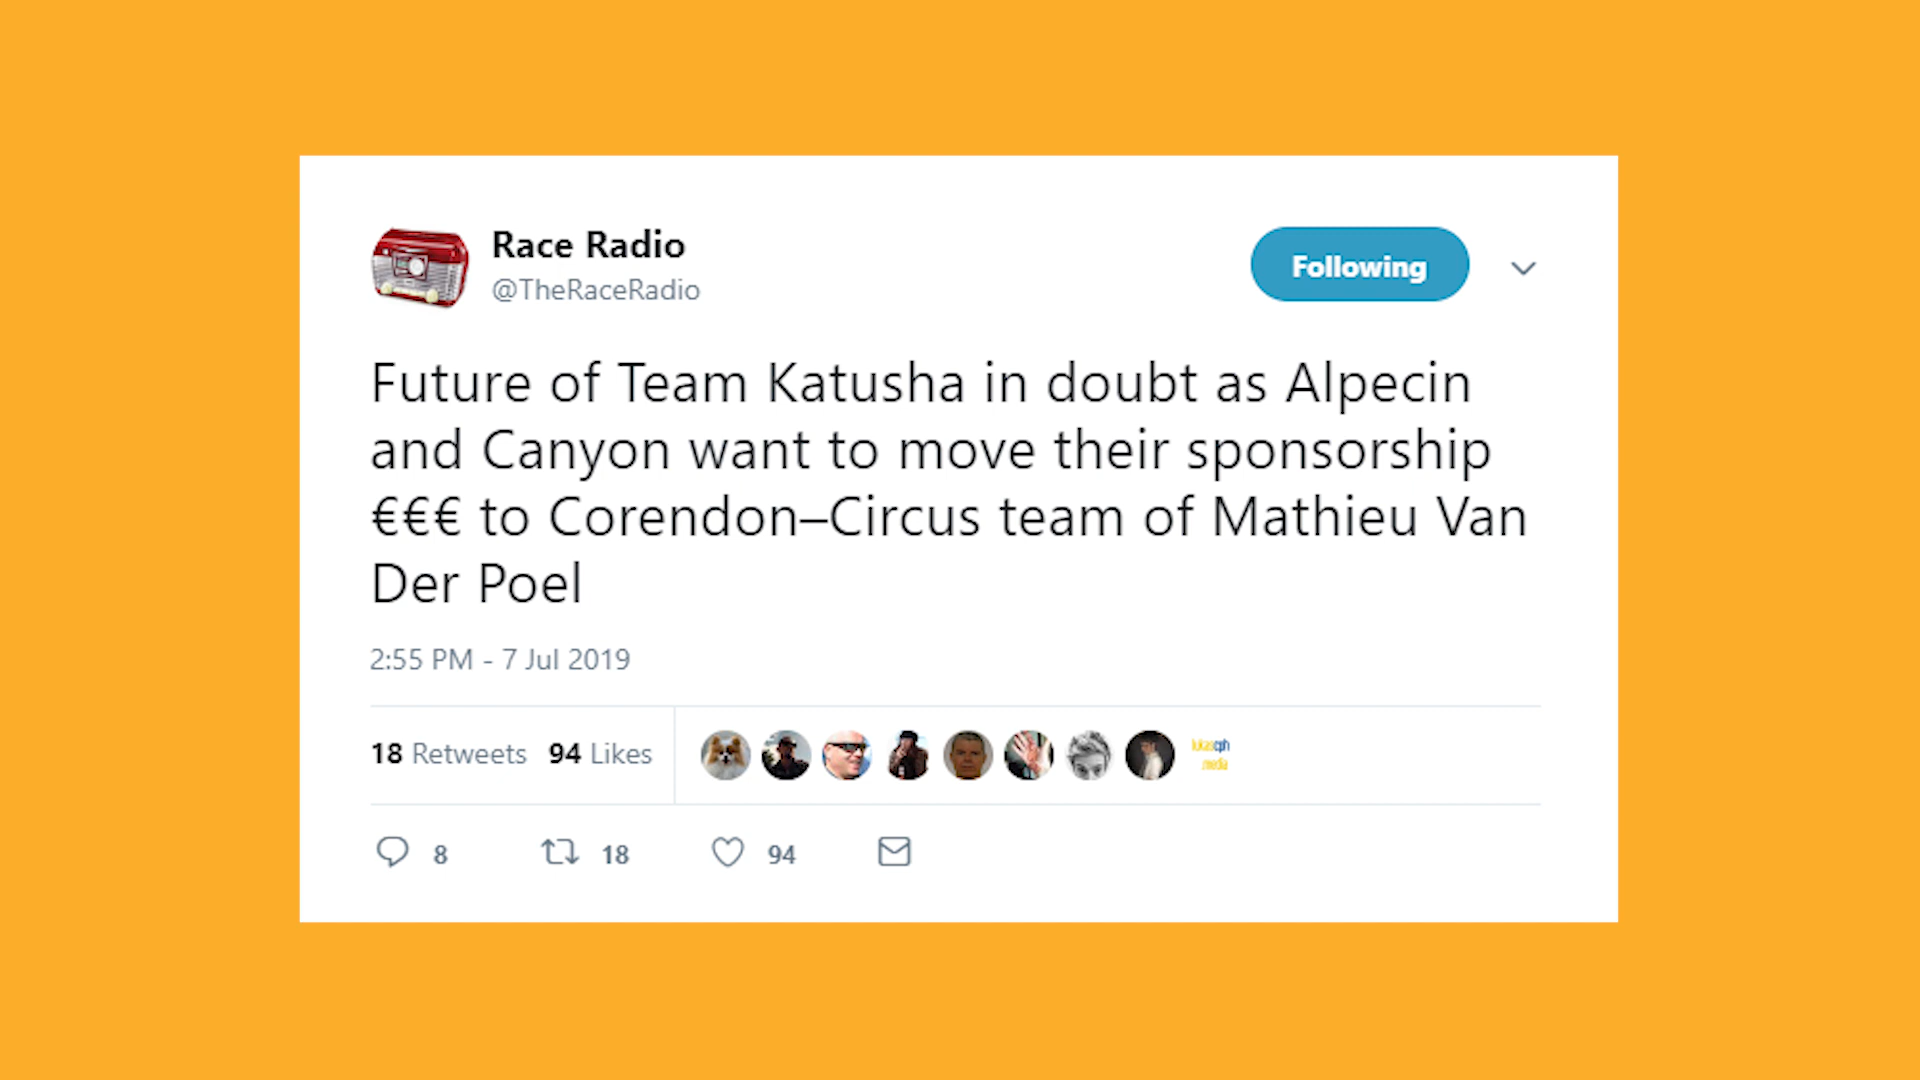 Race Radio
@TheRaceRadio
Following
Future of Team Katusha in doubt as Alpecin
and Canyon want to move their sponsorship
€€€ to Corendon–Circus team of Mathieu Van
Der Poel
2:55 PM - 7 Jul 2019
18 Retweets 94 Likes
lukascph
.media
8 18 94